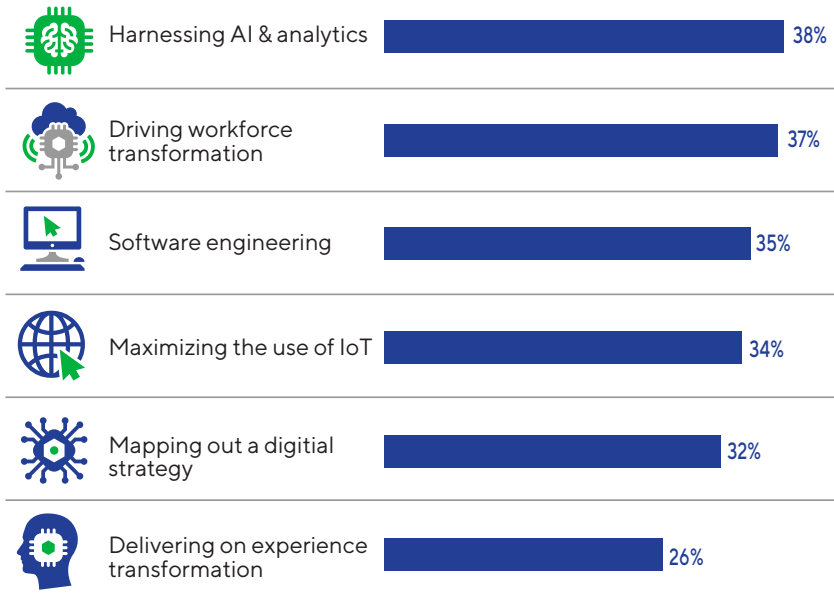 Harnessing AI & analytics
38%
Driving workforce
transformation
37%
Software engineering
35%
Maximizing the use of IoT
34%
Mapping out a digitial
strategy
32%
Delivering on experience
transformation
26%